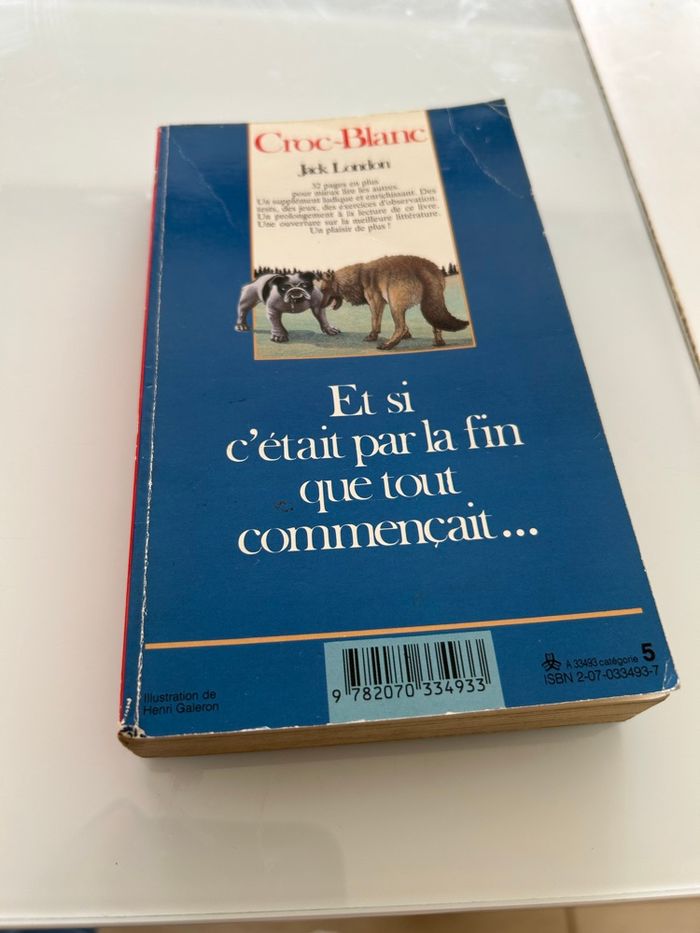 Croc-Blanc
Jack London
32 pages en plus
pour mieux lire les autres.
Un supplément ludique et enrichissant. Des
tests, des jeux, des exercices d'observation.
Un prolongement à la lecture de ce livre.
Une ouverture sur la meilleure littérature.
Un plaisir de plus !
Et si
c'était par la fin
que tout
commençait...
Illustration de
Henri Galeron
9 782070 334933
A 33493 catégorie 5
ISBN 2-07-033493-7